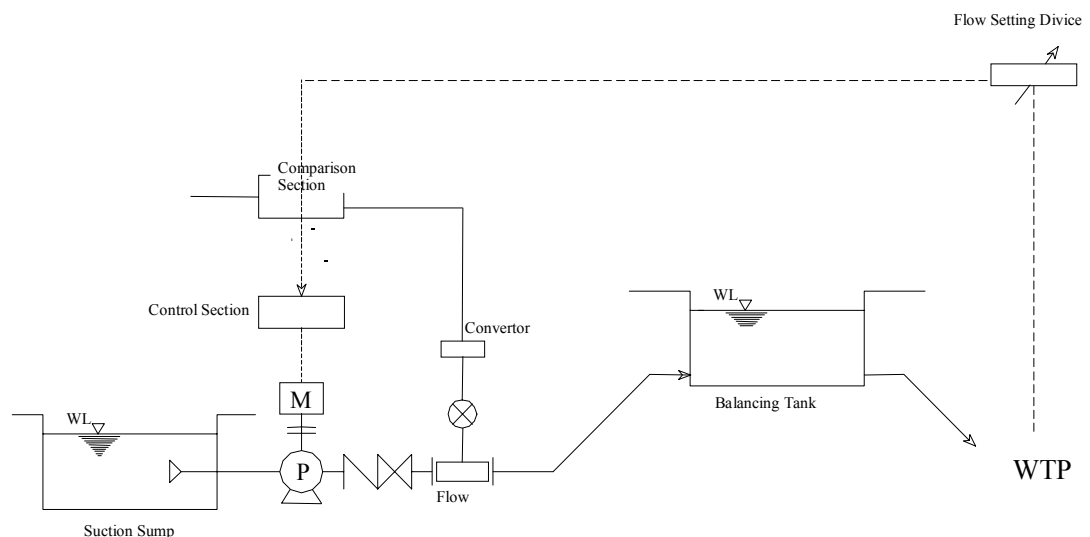 Flow Setting Divice
Comparison
Section
Control Section
WL
Convertor
M
WL
Balancing Tank
P
WTP
Flow
Suction Sump